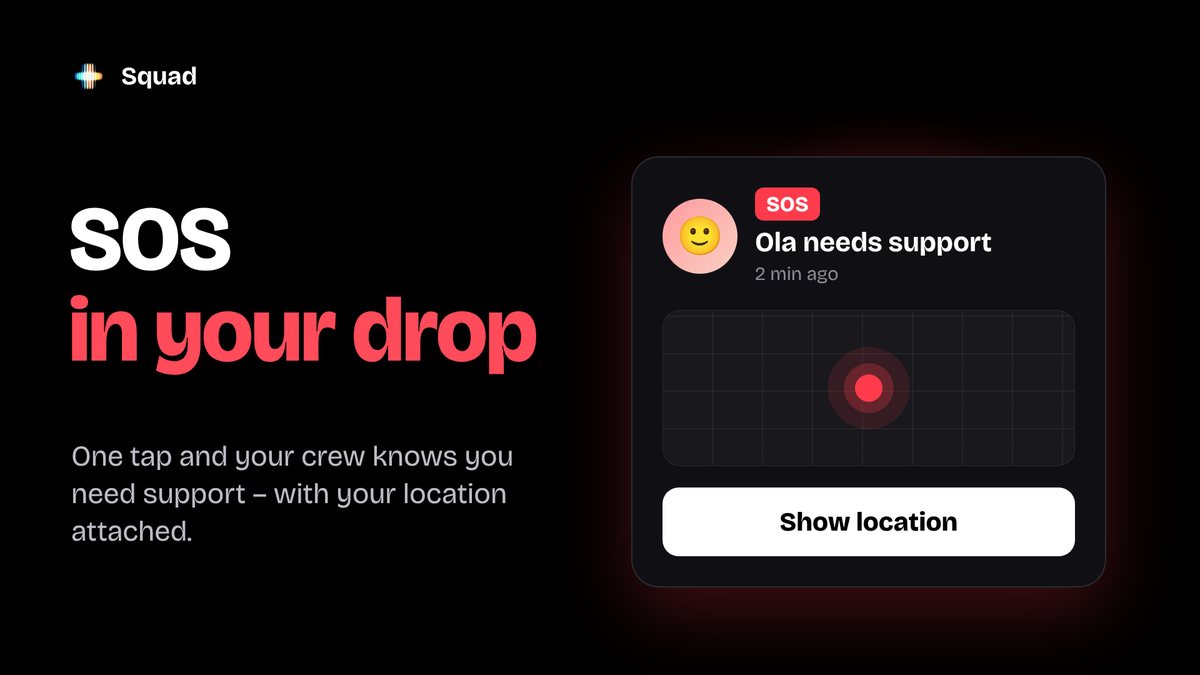 Squad
SOS
in your drop
One tap and your crew knows you
need support – with your location
attached.
SOS
Ola needs support
2 min ago
Show location